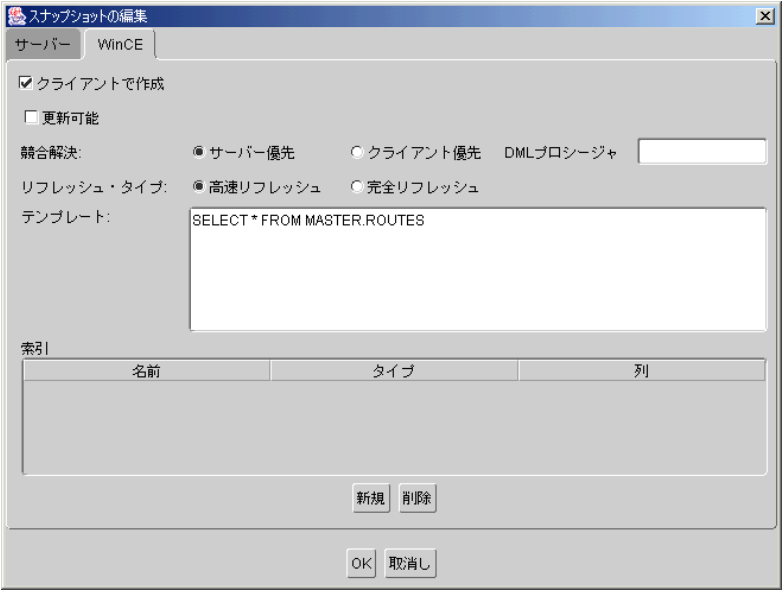 スナップショットの編集
サーバー WinCE
クライアントで作成
更新可能
競合解決: サーバー優先 クライアント優先 DMLプロシージャ
リフレッシュ・タイプ: 高速リフレッシュ 完全リフレッシュ
テンプレート: SELECT * FROM MASTER.ROUTES
索引
名前 タイプ 列
新規 削除
OK 取消し